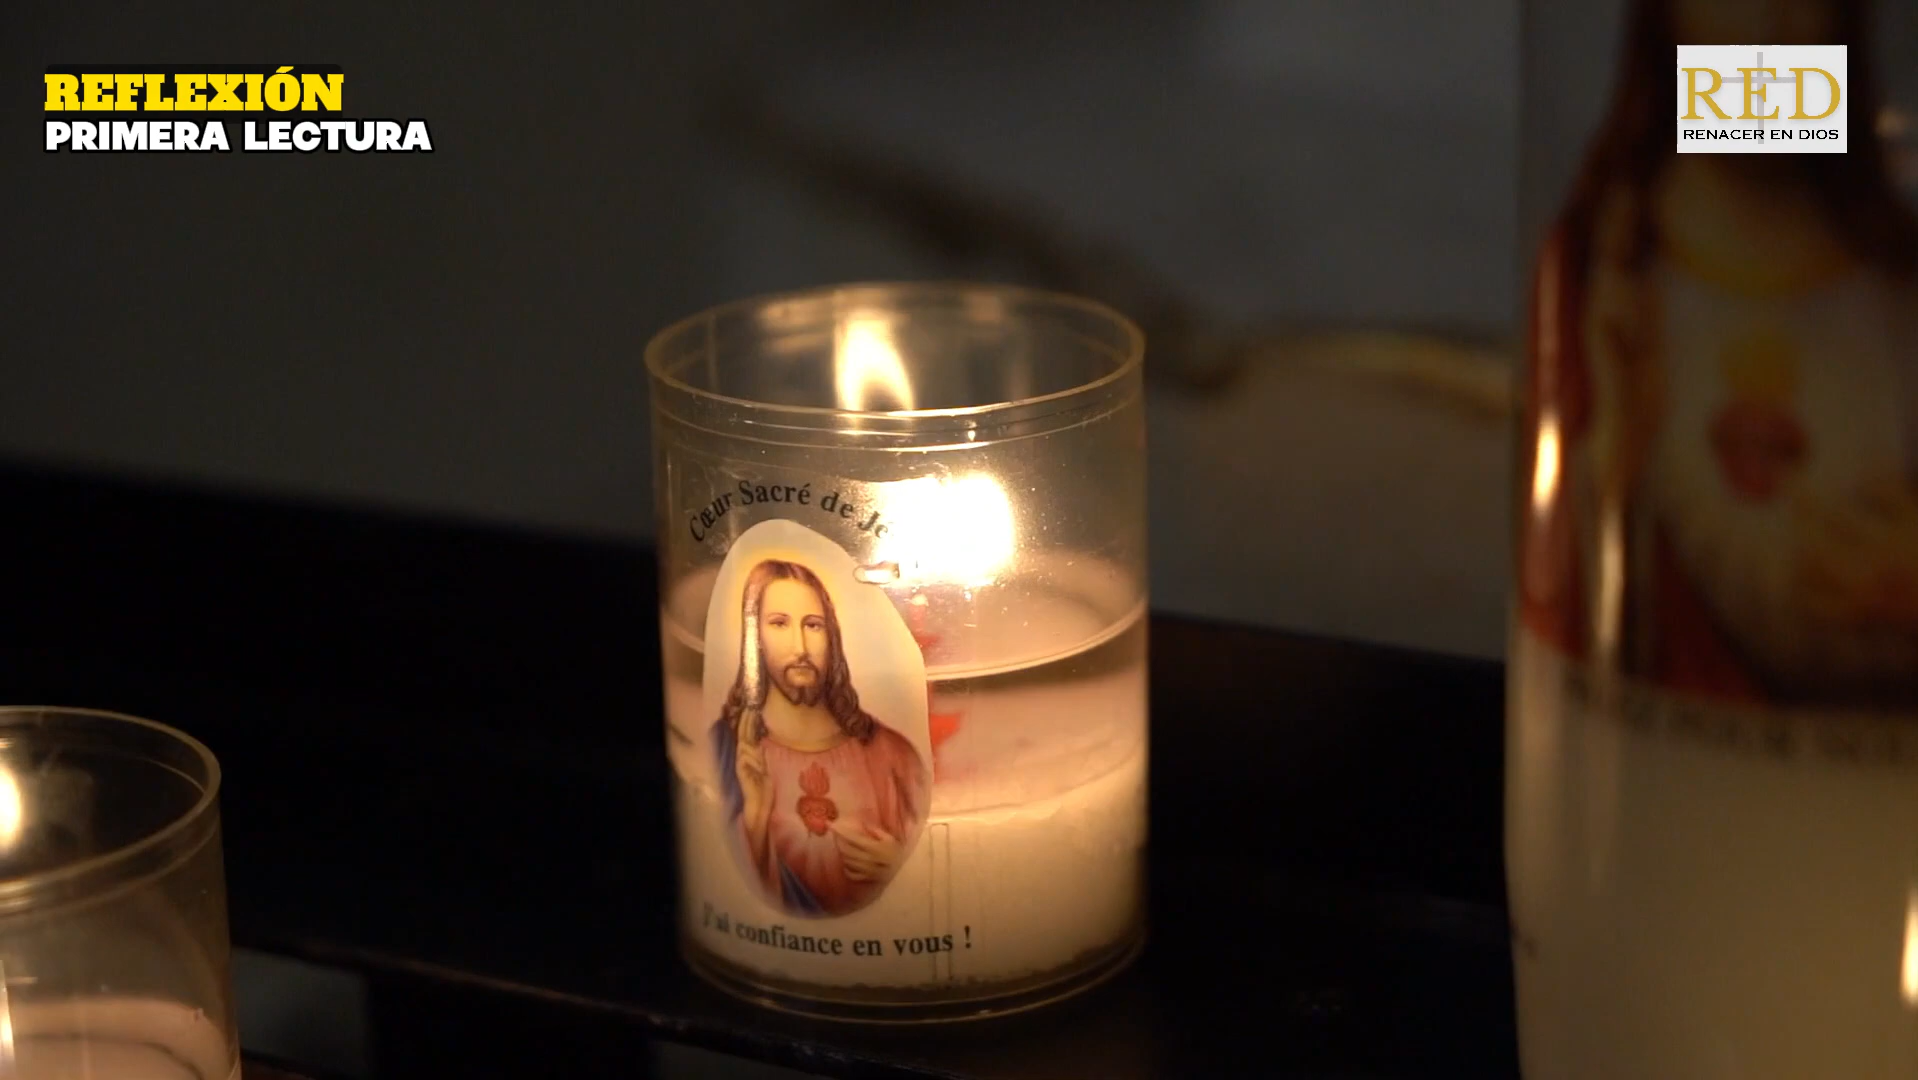 REFLEXIÓN
PRIMERA LECTURA
RED
RENACER EN DIOS
Cœur Sacré de
J'ai confiance en vous !